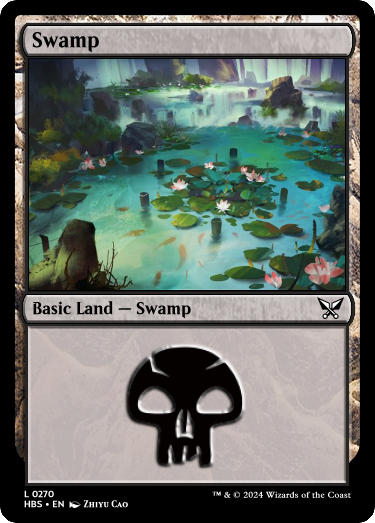 Swamp
Basic Land — Swamp
L 0270
HBS • EN Zhiyu Cao
™ & © 2024 Wizards of the Coast